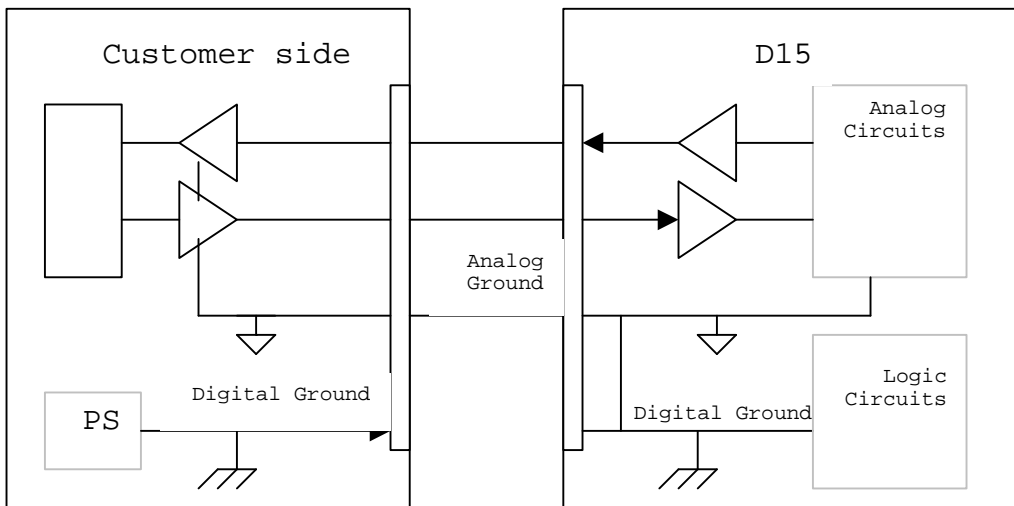 Customer side
D15
Analog
Circuits
Analog
Ground
Digital Ground
PS
Digital Ground
Logic
Circuits